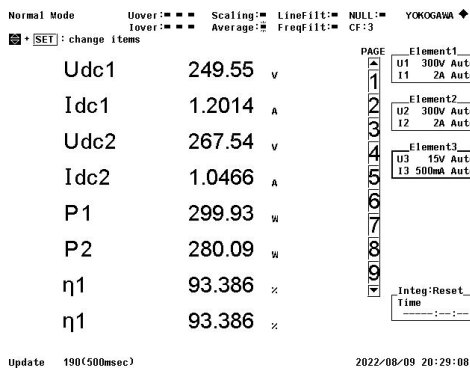 Normal Mode Uover: Scaling: LineFilt: NULL: YOKOGAWA
Iover: Average: FreqFilt: CF:3
+ SET : change items
PAGE
Udc1 249.55 V
Idc1 1.2014 A
Udc2 267.54 V
Idc2 1.0466 A
P1 299.93 W
P2 280.09 W
η1 93.386 %
η1 93.386 %
1
2
3
4
5
6
7
8
9
Element1
U1 300V Aut
I1 2A Aut
Element2
U2 300V Aut
I2 2A Aut
Element3
U3 15V Aut
I3 500mA Aut
Integ:Reset
Time
-----:--:--
Update 190(500msec) 2022/08/09 20:29:08